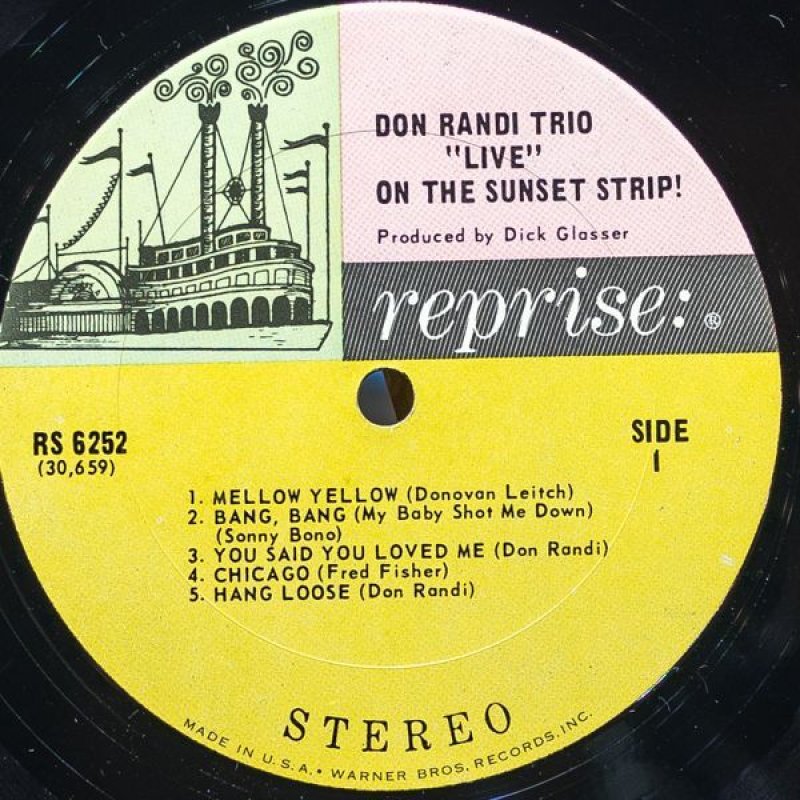 DON RANDI TRIO
"LIVE"
ON THE SUNSET STRIP!
Produced by Dick Glasser
reprise: ®
RS 6252
(30,659)
SIDE
1
1. MELLOW YELLOW (Donovan Leitch)
2. BANG, BANG (My Baby Shot Me Down)
(Sonny Bono)
3. YOU SAID YOU LOVED ME (Don Randi)
4. CHICAGO (Fred Fisher)
5. HANG LOOSE (Don Randi)
STEREO
MADE IN U.S.A. • WARNER BROS. RECORDS, INC.